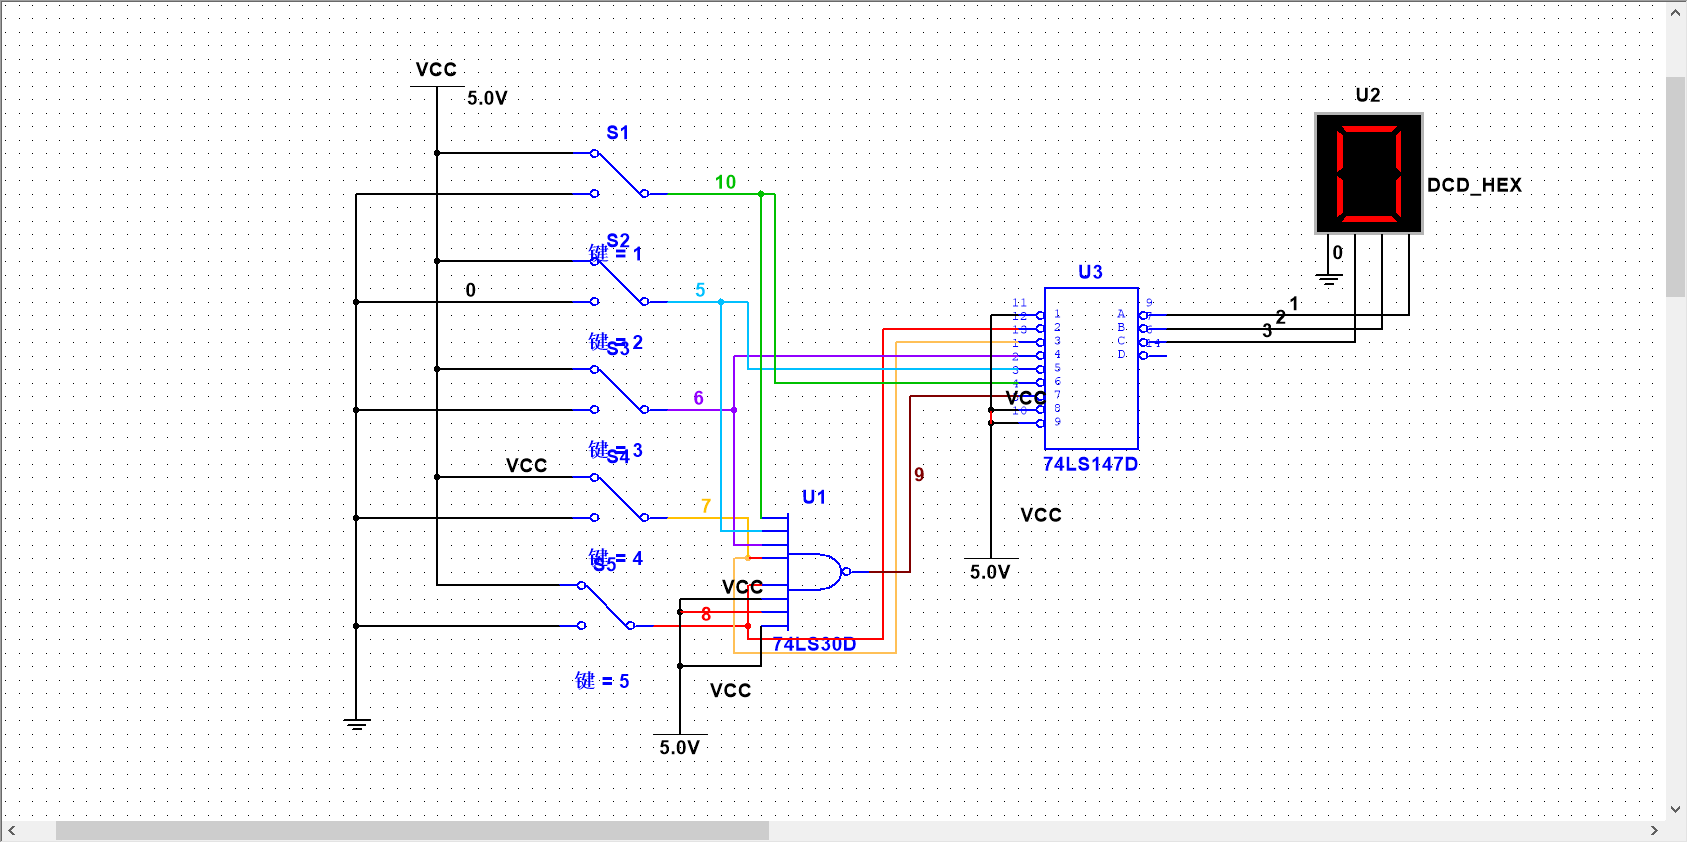 VCC
5.0V
S1
10
S2
键 = 1
0
5
键 = 2
S3
6
键 = 3
S4
VCC
7
键 = 4
S5
8
键 = 5
U1
VCC
74LS30D
VCC
5.0V
9
U3
11
12
13
1
2
3
4
10
1
2
3
4
5
6
7
8
9
A
B
C
D
9
7
6
14
VCC
74LS147D
VCC
5.0V
1
2
3
U2
DCD_HEX
0
0